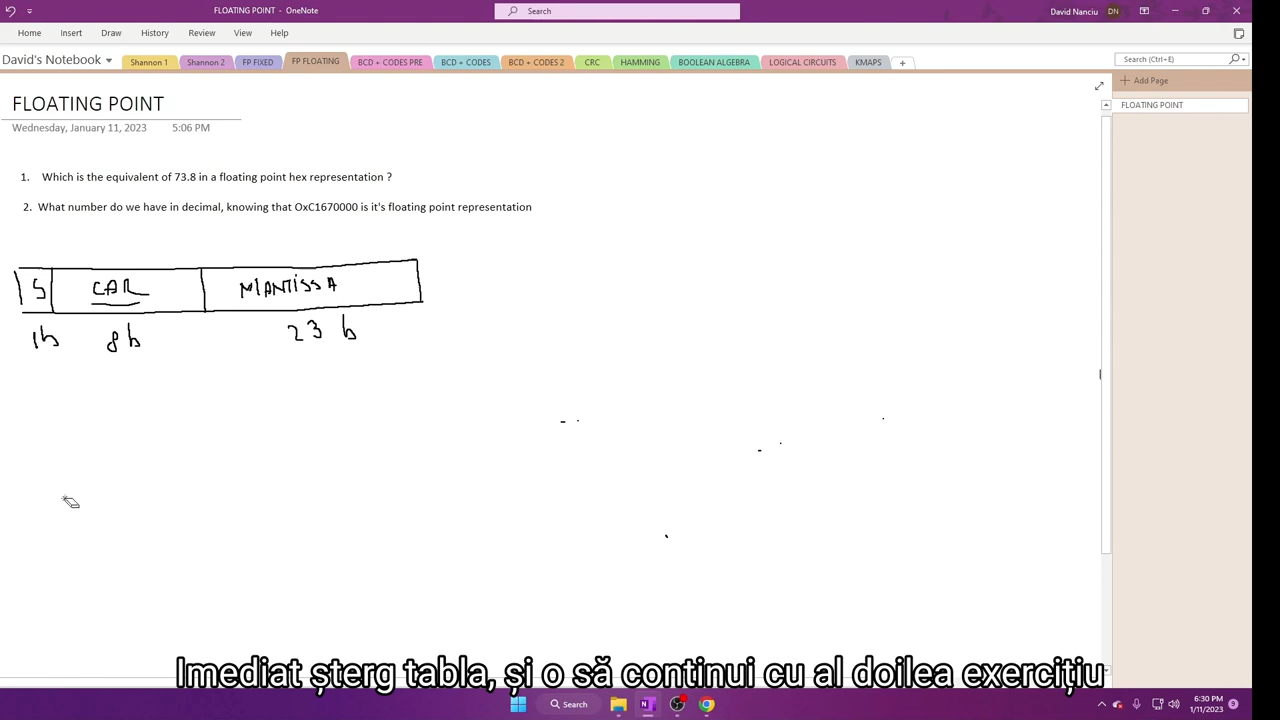 FLOATING POINT - OneNote
Search
David Nanciu DN
Home Insert Draw History Review View Help
David's Notebook Shannon 1 Shannon 2 FP FIXED FP FLOATING BCD + CODES PRE BCD + CODES BCD + CODES 2 CRC HAMMING BOOLEAN ALGEBRA LOGICAL CIRCUITS KMAPS
Search (Ctrl+E)
Add Page
FLOATING POINT
FLOATING POINT
Wednesday, January 11, 2023 5:06 PM
1. Which is the equivalent of 73.8 in a floating point hex representation ?
2. What number do we have in decimal, knowing that OxC1670000 is it's floating point representation
S CAR MANTISSA
1b 8b 23 b
Imediat șterg tabla, și o să continui cu al doilea exercițiu
Search
6:30 PM
1/11/2023